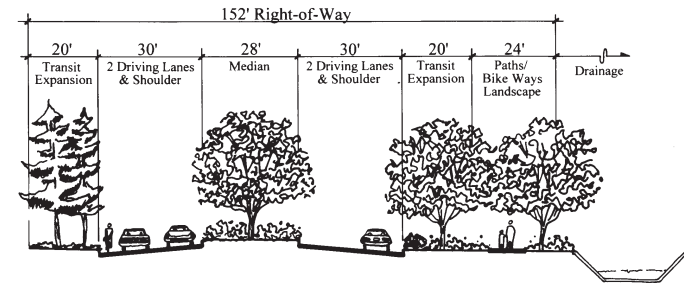 152' Right-of-Way
20' 30' 28' 30' 20' 24'
Transit Expansion
2 Driving Lanes & Shoulder
Median
2 Driving Lanes & Shoulder
Transit Expansion
Paths/ Bike Ways Landscape
Drainage